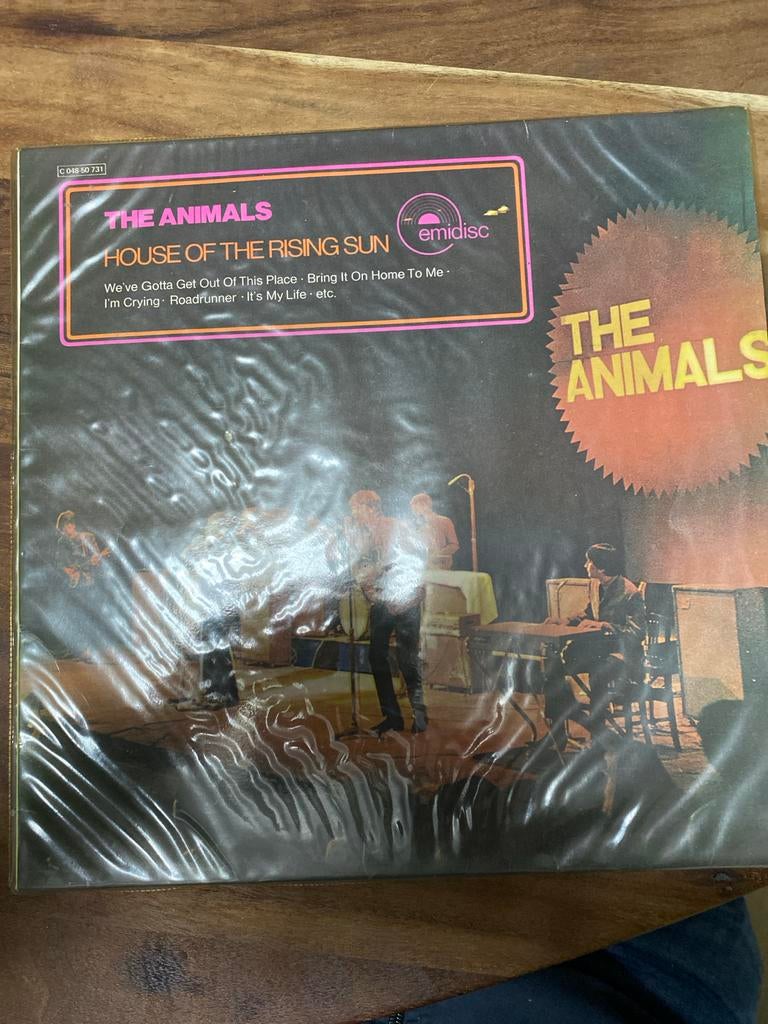 C 048-50 731
THE ANIMALS
HOUSE OF THE RISING SUN
emidisc
We've Gotta Get Out Of This Place · Bring It On Home To Me ·
I'm Crying · Roadrunner · It's My Life · etc.
THE
ANIMALS